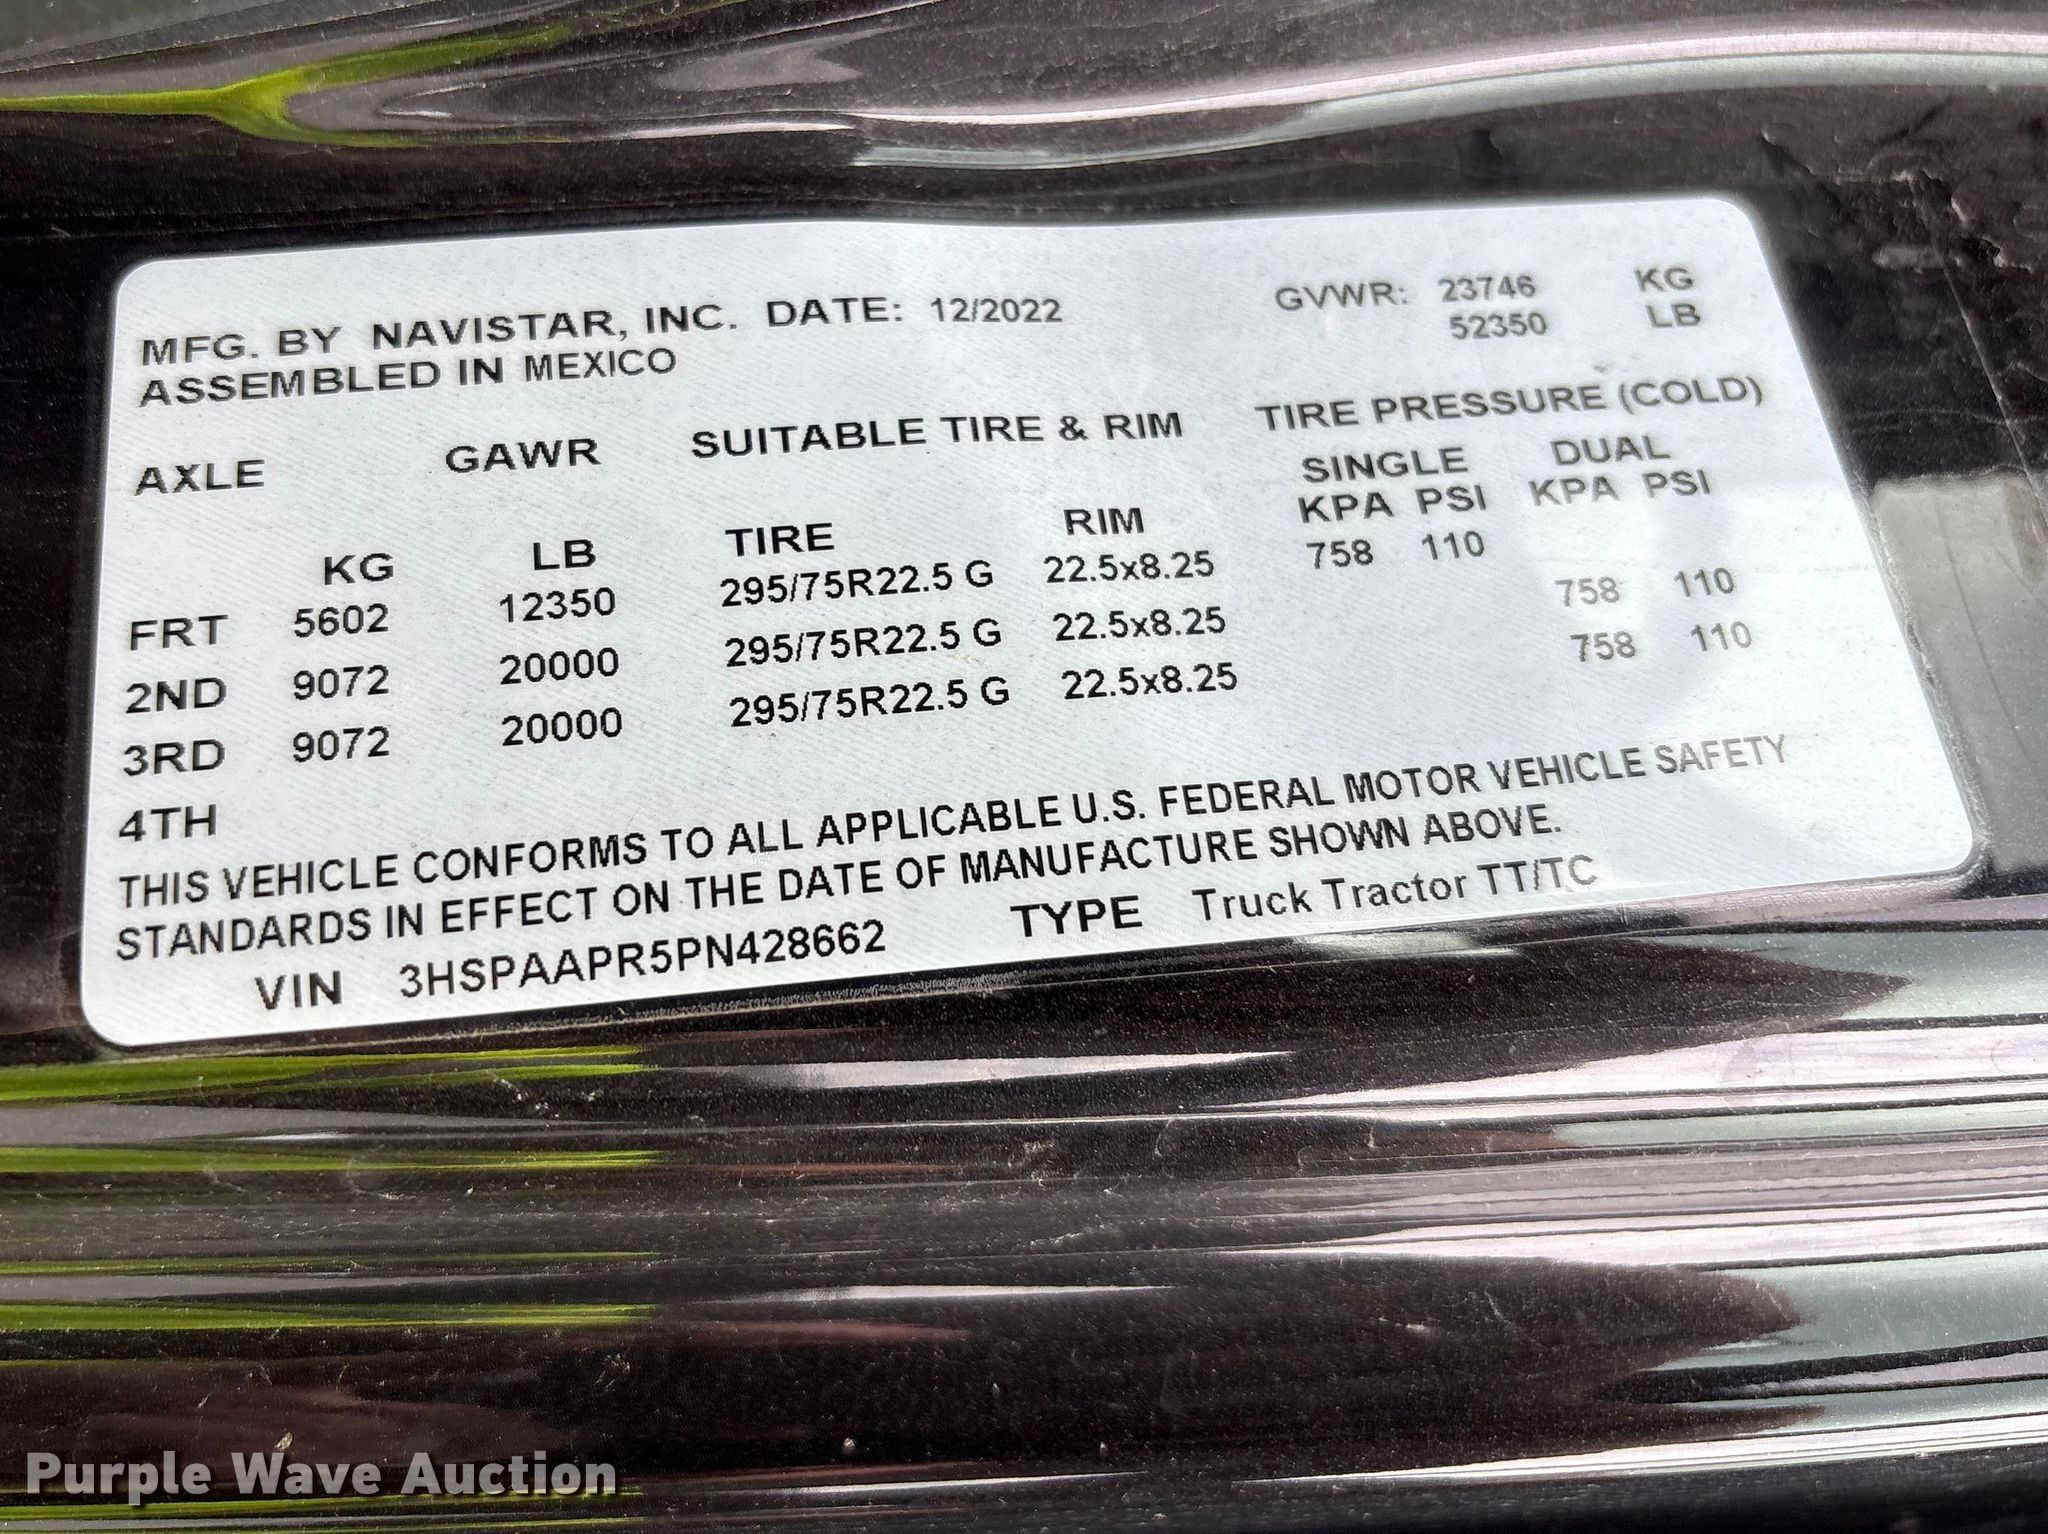 MFG. BY NAVISTAR, INC. DATE: 12/2022 GVWR: 23746 KG
ASSEMBLED IN MEXICO 52350 LB
AXLE GAWR SUITABLE TIRE & RIM TIRE PRESSURE (COLD)
SINGLE DUAL
KG LB TIRE RIM KPA PSI KPA PSI
FRT 5602 12350 295/75R22.5 G 22.5x8.25 758 110
2ND 9072 20000 295/75R22.5 G 22.5x8.25 758 110
3RD 9072 20000 295/75R22.5 G 22.5x8.25 758 110
4TH
THIS VEHICLE CONFORMS TO ALL APPLICABLE U.S. FEDERAL MOTOR VEHICLE SAFETY
STANDARDS IN EFFECT ON THE DATE OF MANUFACTURE SHOWN ABOVE.
VIN 3HSPAAPR5PN428662 TYPE Truck Tractor TT/TC
Purple Wave Auction